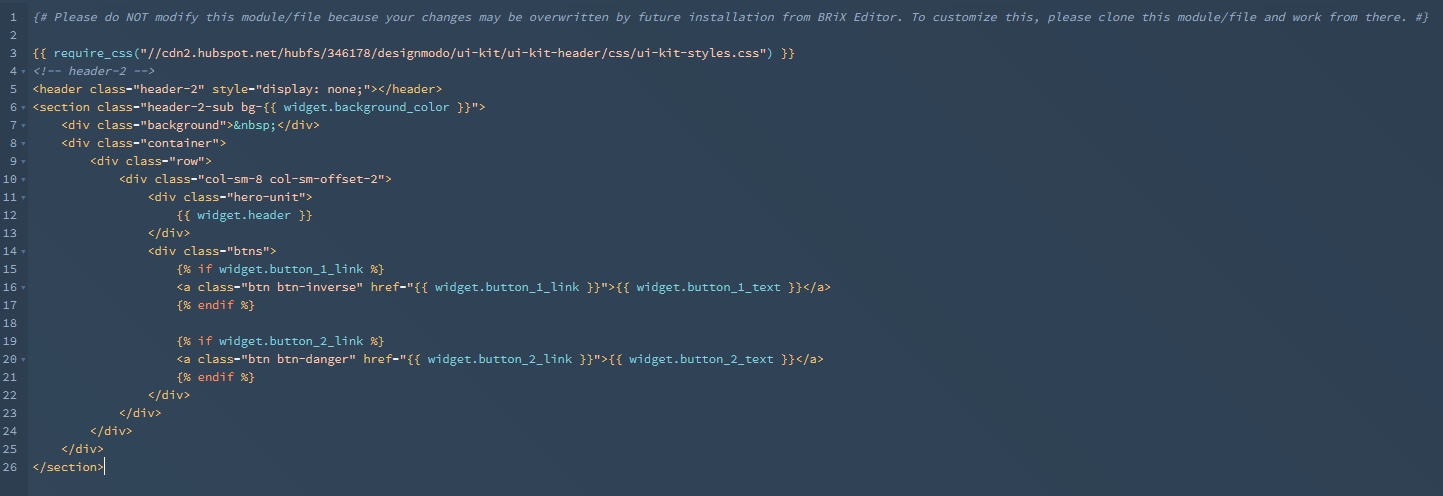 1 {# Please do NOT modify this module/file because your changes may be overwritten by future installation from BRiX Editor. To customize this, please clone this module/file and work from there. #}
2
3 {{ require_css("//cdn2.hubspot.net/hubfs/346178/designmodo/ui-kit/ui-kit-header/css/ui-kit-styles.css") }}
4 <!-- header-2 -->
5 <header class="header-2" style="display: none;"></header>
6 <section class="header-2-sub bg-{{ widget.background_color }}">
7     <div class="background">&nbsp;</div>
8     <div class="container">
9         <div class="row">
10             <div class="col-sm-8 col-sm-offset-2">
11                 <div class="hero-unit">
12                     {{ widget.header }}
13                 </div>
14                 <div class="btns">
15                     {% if widget.button_1_link %}
16                     <a class="btn btn-inverse" href="{{ widget.button_1_link }}">{{ widget.button_1_text }}</a>
17                     {% endif %}
18
19                     {% if widget.button_2_link %}
20                     <a class="btn btn-danger" href="{{ widget.button_2_link }}">{{ widget.button_2_text }}</a>
21                     {% endif %}
22                 </div>
23             </div>
24         </div>
25     </div>
26 </section>